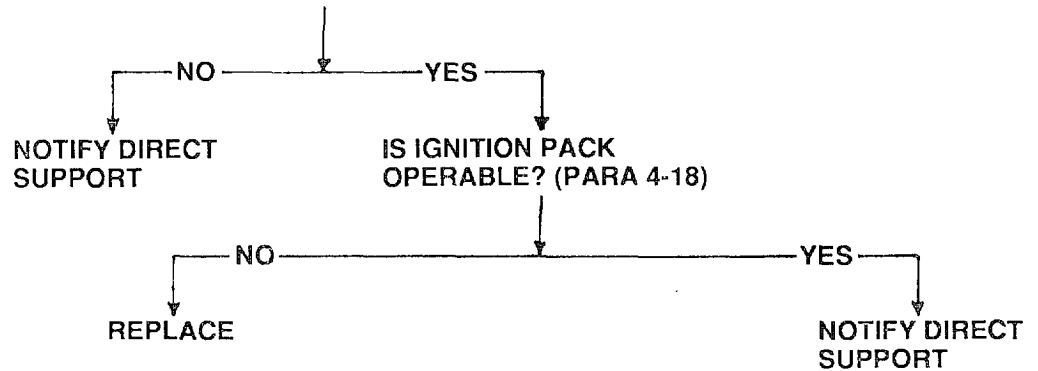 NO YES
NOTIFY DIRECT
SUPPORT
IS IGNITION PACK
OPERABLE? (PARA 4-18)
NO YES
REPLACE
NOTIFY DIRECT
SUPPORT